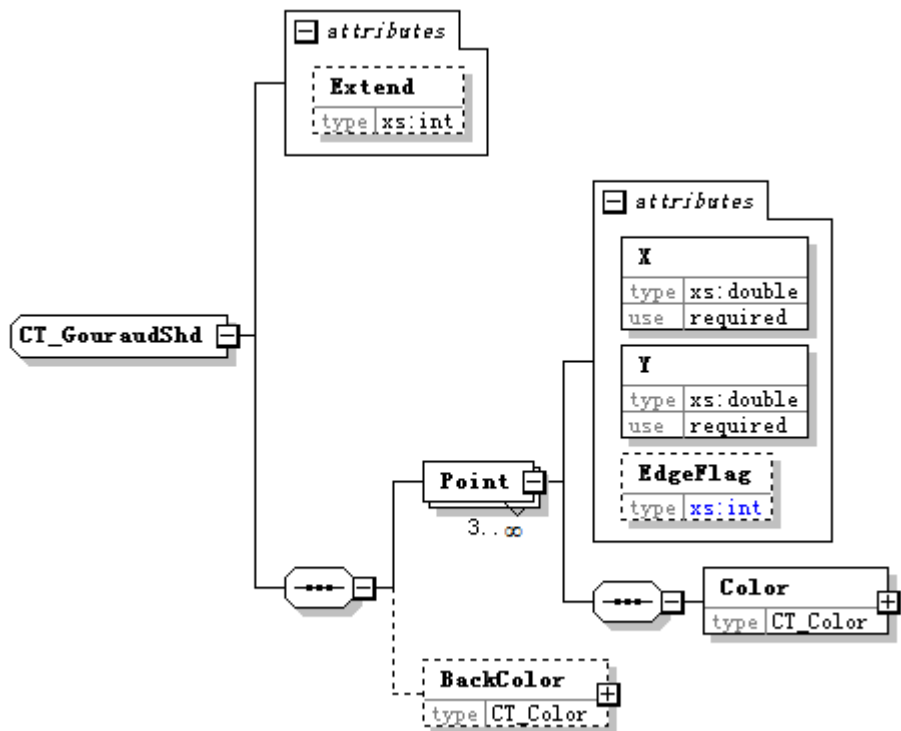 attributes
Extend
type xs:int
attributes
X
type xs:double
use required
CT_GouraudShd
Y
type xs:double
use required
Point
EdgeFlag
type xs:int
3..∞
Color
type CT_Color
BackColor
type CT_Color